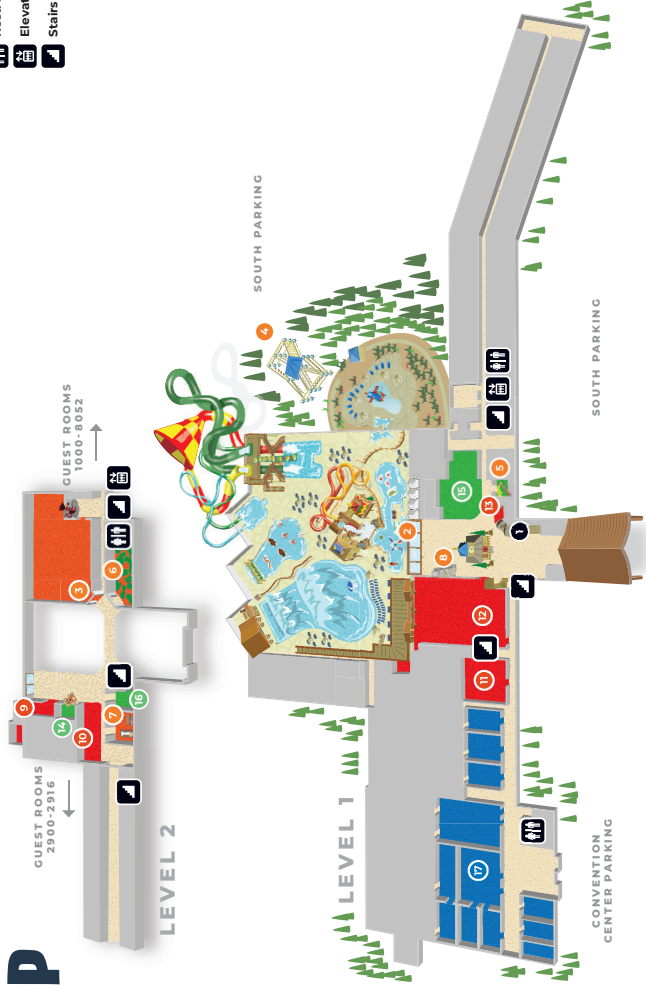 P
Elevat
Stairs
LEVEL 2
GUEST ROOMS
2900-2916
GUEST ROOMS
1000-8052
9
14
10
7
16
3
6
LEVEL 1
SOUTH PARKING
4
2
15
5
13
8
1
12
11
17
SOUTH PARKING
CONVENTION
CENTER PARKING